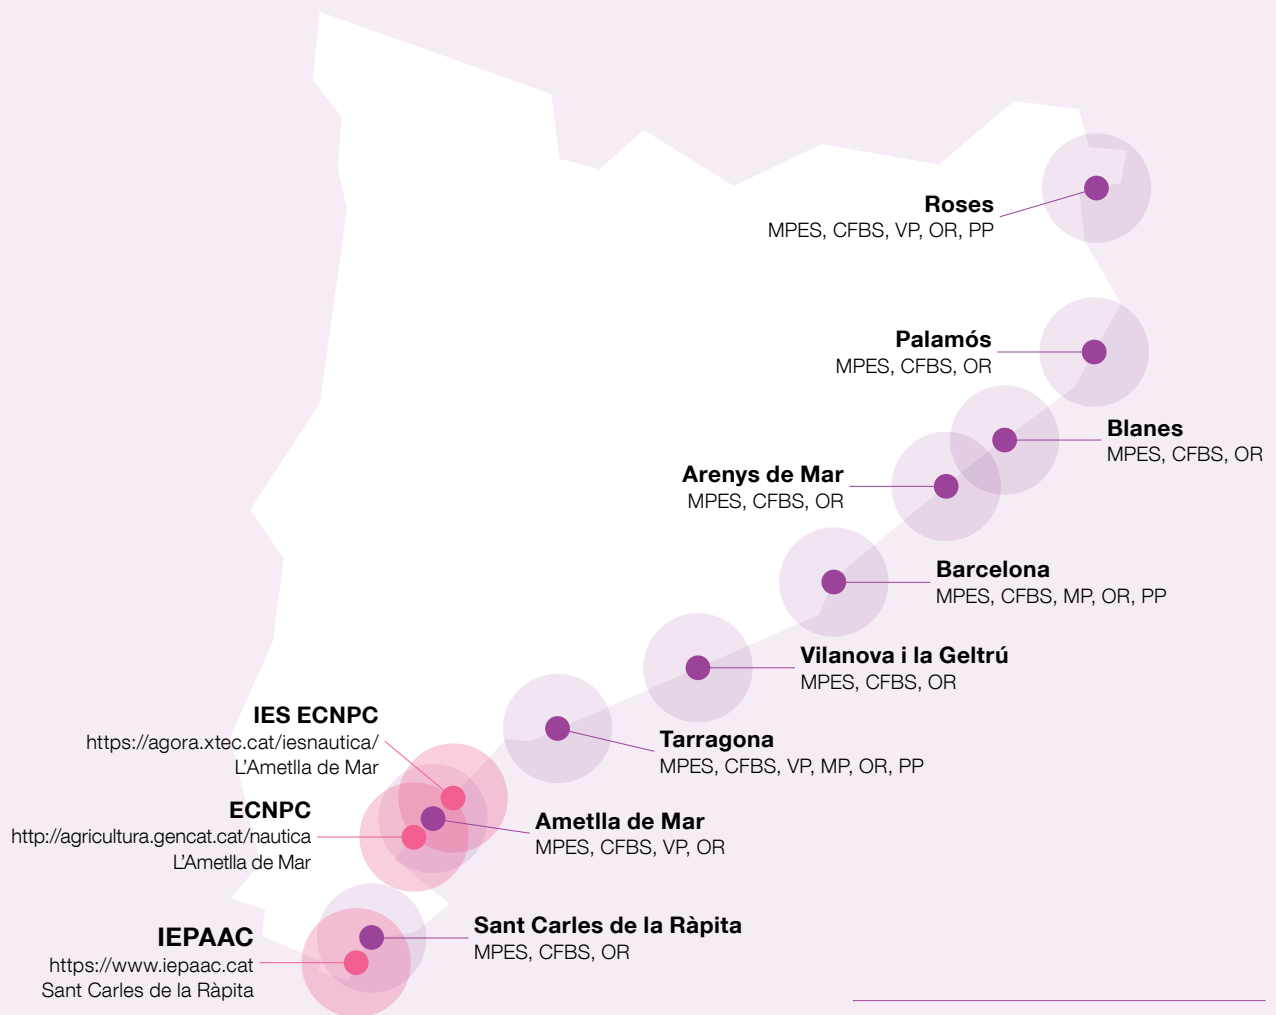 Roses
MPES, CFBS, VP, OR, PP
Palamós
MPES, CFBS, OR
Blanes
MPES, CFBS, OR
Arenys de Mar
MPES, CFBS, OR
Barcelona
MPES, CFBS, MP, OR, PP
Vilanova i la Geltrú
MPES, CFBS, OR
IES ECNPC
https://agora.xtec.cat/iesnautica/
L'Ametlla de Mar
Tarragona
MPES, CFBS, VP, MP, OR, PP
ECNPC
http://agricultura.gencat.cat/nautica
L'Ametlla de Mar
Ametlla de Mar
MPES, CFBS, VP, OR
Sant Carles de la Ràpita
MPES, CFBS, OR
IEPAAC
https://www.iepaac.cat
Sant Carles de la Ràpita